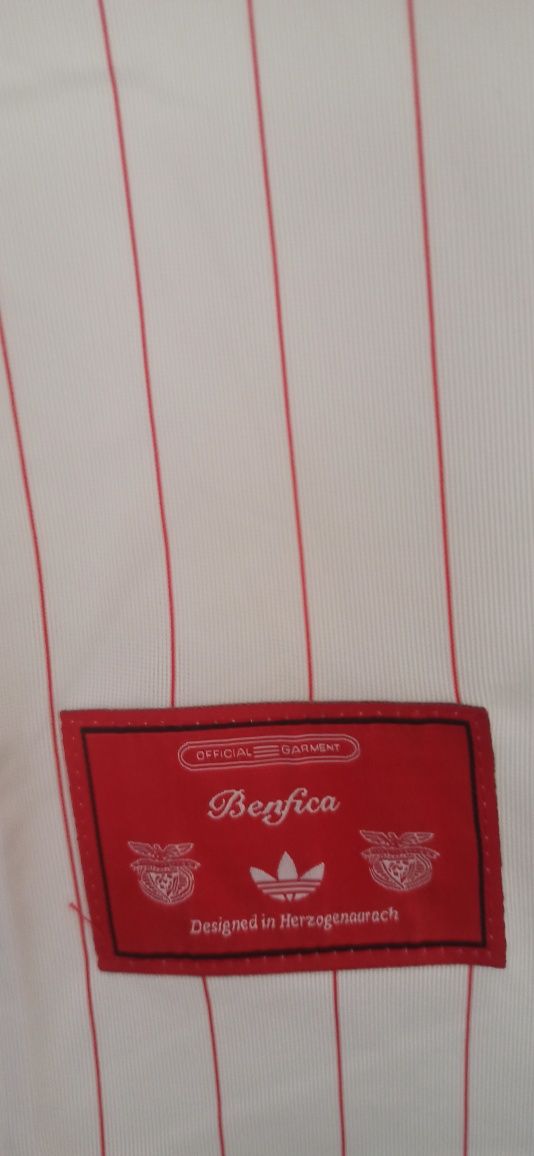 OFFICIAL GARMENT
Benfica
Designed in Herzogenaurach